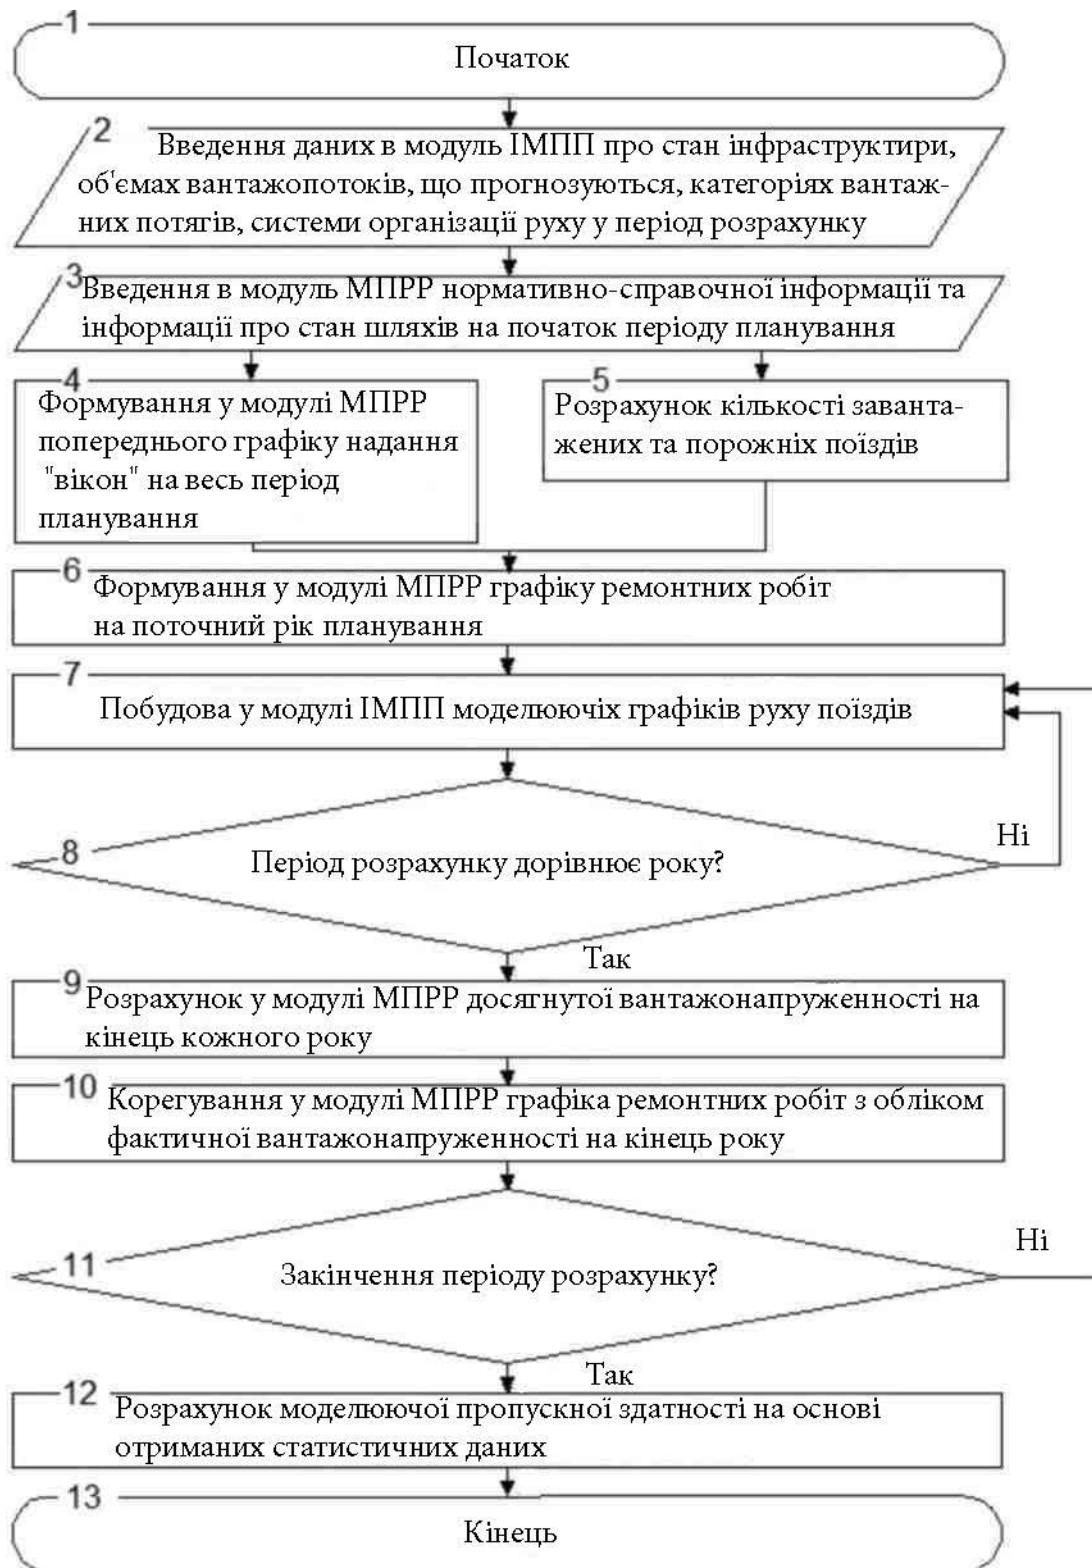 1
Початок
2
Введення даних в модуль ІМПП про стан інфраструктири,
об'ємах вантажопотоків, що прогнозуються, категоріях вантаж-
них потягів, системи організації руху у період розрахунку
3
Введення в модуль МПРР нормативно-справочної інформації та
інформації про стан шляхів на початок періоду планування
4
Формування у модулі МПРР
попереднього графіку надання
"вікон" на весь період
планування
5
Розрахунок кількості заванта-
жених та порожніх поїздів
6
Формування у модулі МПРР графіку ремонтних робіт
на поточний рік планування
7
Побудова у модулі ІМПП моделюючіх графіків руху поїздів
8
Період розрахунку дорівнює року?
Ні
Так
9
Розрахунок у модулі МПРР досягнутої вантажонапруженності на
кінець кожного року
10
Корегування у модулі МПРР графіка ремонтних робіт з обліком
фактичної вантажонапруженності на кінець року
11
Закінчення періоду розрахунку?
Ні
Так
12
Розрахунок моделюючої пропускної здатності на основі
отриманих статистичних даних
13
Кінець